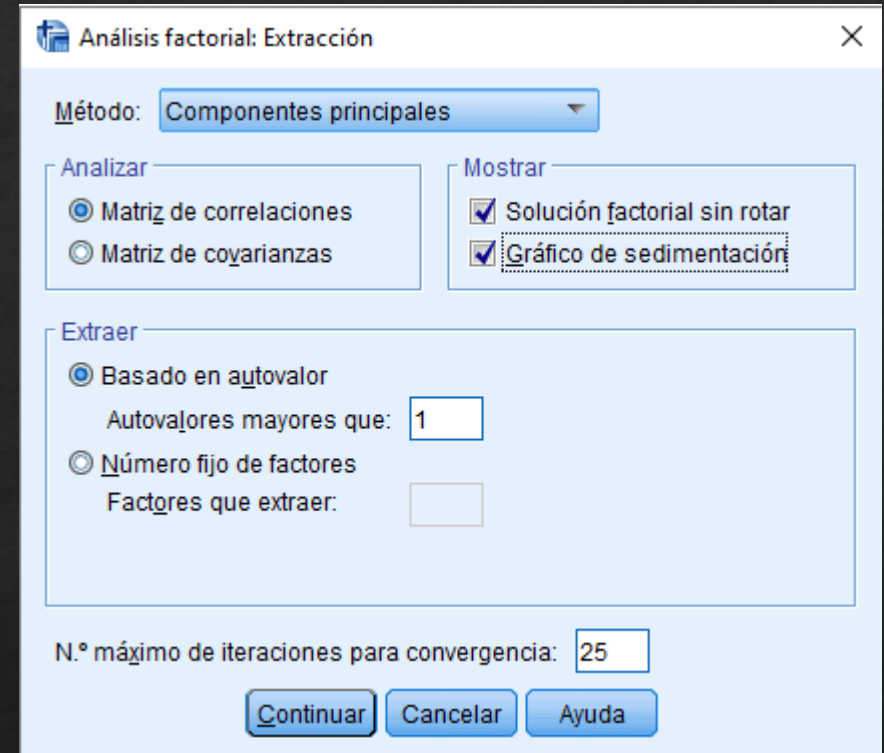 Análisis factorial: Extracción
Método: Componentes principales
Analizar
Matriz de correlaciones
Matriz de covarianzas
Mostrar
Solución factorial sin rotar
Gráfico de sedimentación
Extraer
Basado en autovalor
Autovalores mayores que: 1
Número fijo de factores
Factores que extraer:
N.º máximo de iteraciones para convergencia: 25
Continuar Cancelar Ayuda